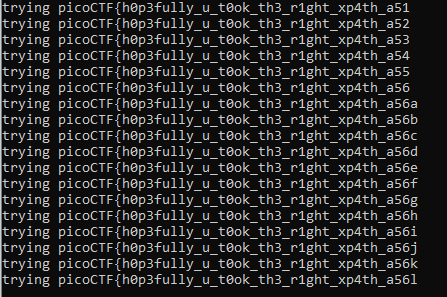 trying picoCTF{h0p3fully_u_t0ok_th3_r1ght_xp4th_a51
trying picoCTF{h0p3fully_u_t0ok_th3_r1ght_xp4th_a52
trying picoCTF{h0p3fully_u_t0ok_th3_r1ght_xp4th_a53
trying picoCTF{h0p3fully_u_t0ok_th3_r1ght_xp4th_a54
trying picoCTF{h0p3fully_u_t0ok_th3_r1ght_xp4th_a55
trying picoCTF{h0p3fully_u_t0ok_th3_r1ght_xp4th_a56
trying picoCTF{h0p3fully_u_t0ok_th3_r1ght_xp4th_a56a
trying picoCTF{h0p3fully_u_t0ok_th3_r1ght_xp4th_a56b
trying picoCTF{h0p3fully_u_t0ok_th3_r1ght_xp4th_a56c
trying picoCTF{h0p3fully_u_t0ok_th3_r1ght_xp4th_a56d
trying picoCTF{h0p3fully_u_t0ok_th3_r1ght_xp4th_a56e
trying picoCTF{h0p3fully_u_t0ok_th3_r1ght_xp4th_a56f
trying picoCTF{h0p3fully_u_t0ok_th3_r1ght_xp4th_a56g
trying picoCTF{h0p3fully_u_t0ok_th3_r1ght_xp4th_a56h
trying picoCTF{h0p3fully_u_t0ok_th3_r1ght_xp4th_a56i
trying picoCTF{h0p3fully_u_t0ok_th3_r1ght_xp4th_a56j
trying picoCTF{h0p3fully_u_t0ok_th3_r1ght_xp4th_a56k
trying picoCTF{h0p3fully_u_t0ok_th3_r1ght_xp4th_a56l